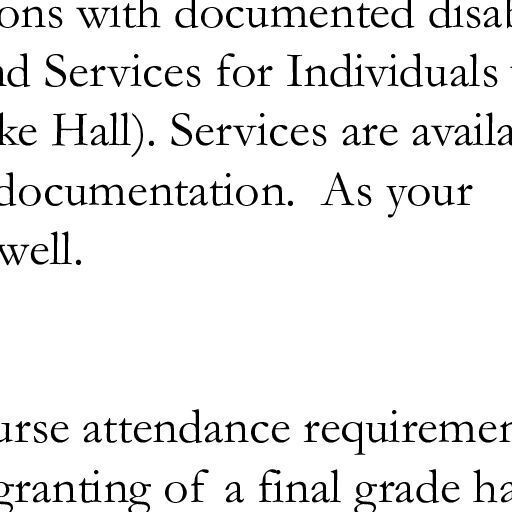 ons with documented disab
nd Services for Individuals
ke Hall). Services are availa
documentation.  As your
well.
urse attendance requiremen
granting of a final grade ha